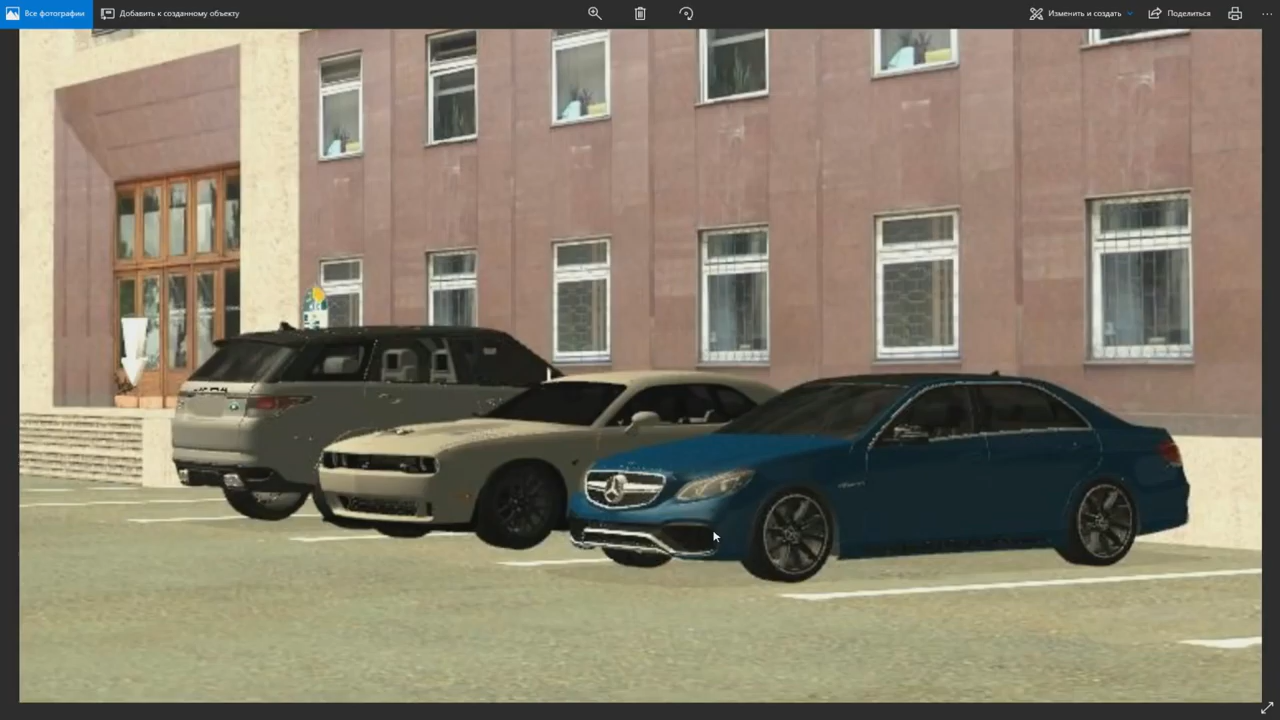 Все фотографии
Добавить к созданному объекту
Изменить и создать
Поделиться